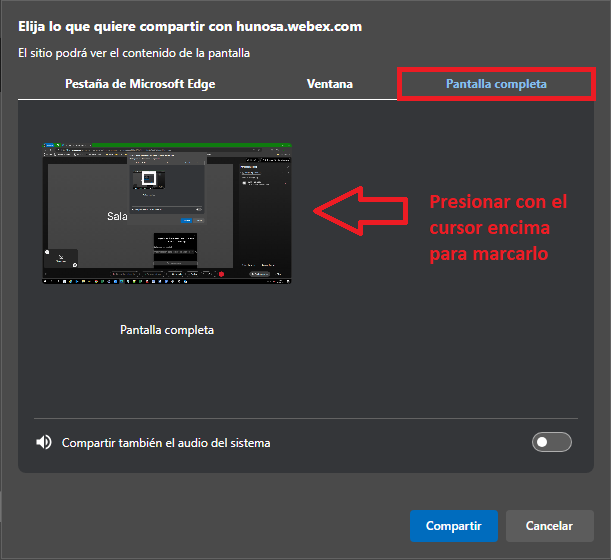 Elija lo que quiere compartir con hunosa.webex.com
El sitio podrá ver el contenido de la pantalla
Pestaña de Microsoft Edge
Ventana
Pantalla completa
Sala
Presionar con el
cursor encima
para marcarlo
Pantalla completa
Compartir también el audio del sistema
Compartir
Cancelar